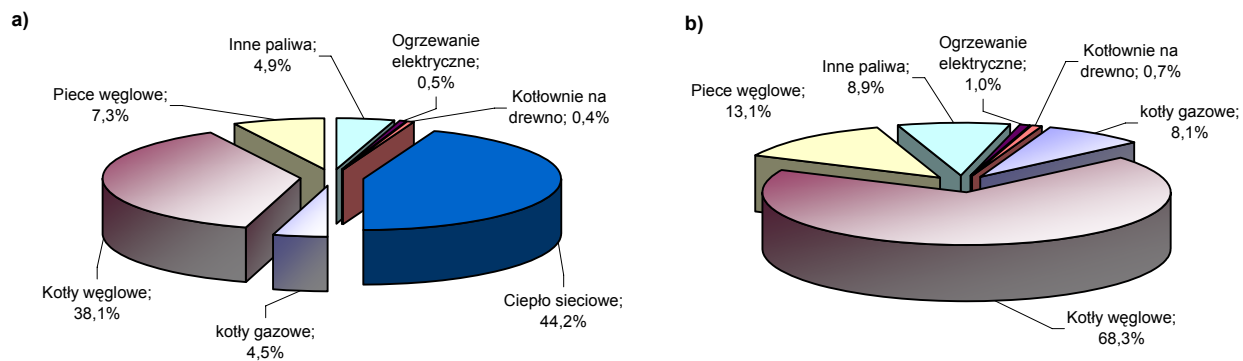 a)
Inne paliwa;
4,9%
Ogrzewanie
elektryczne;
0,5%
Kotłownie na
drewno; 0,4%
Piece węglowe;
7,3%
Kotły węglowe;
38,1%
kotły gazowe;
4,5%
Ciepło sieciowe;
44,2%
b)
Ogrzewanie
elektryczne;
1,0%
Kotłownie na
drewno; 0,7%
Inne paliwa;
8,9%
Piece węglowe;
13,1%
kotły gazowe;
8,1%
Kotły węglowe;
68,3%